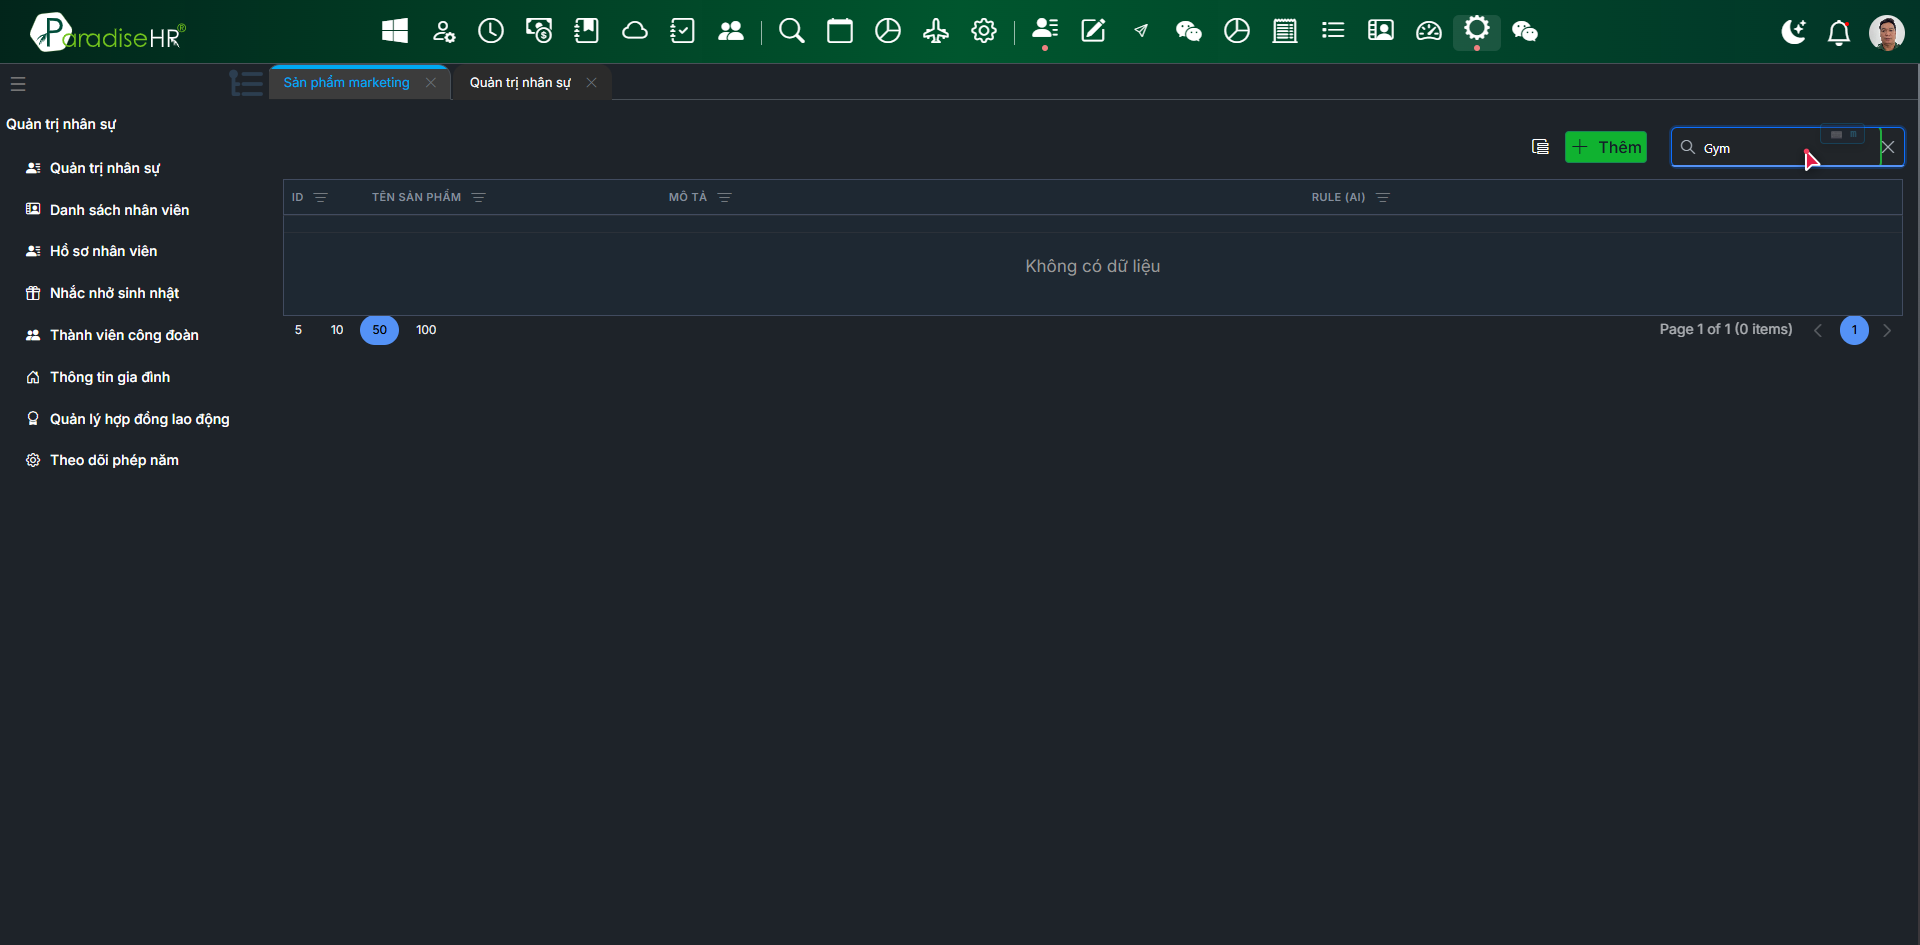 ParadiseHR®
Sản phẩm marketing
Quản trị nhân sự
Quản trị nhân sự
Quản trị nhân sự
Danh sách nhân viên
Hồ sơ nhân viên
Nhắc nhở sinh nhật
Thành viên công đoàn
Thông tin gia đình
Quản lý hợp đồng lao động
Theo dõi phép năm
Thêm
Gym
ID TÊN SẢN PHẨM MÔ TẢ RULE (AI)
Không có dữ liệu
5 10 50 100
Page 1 of 1 (0 items) 1